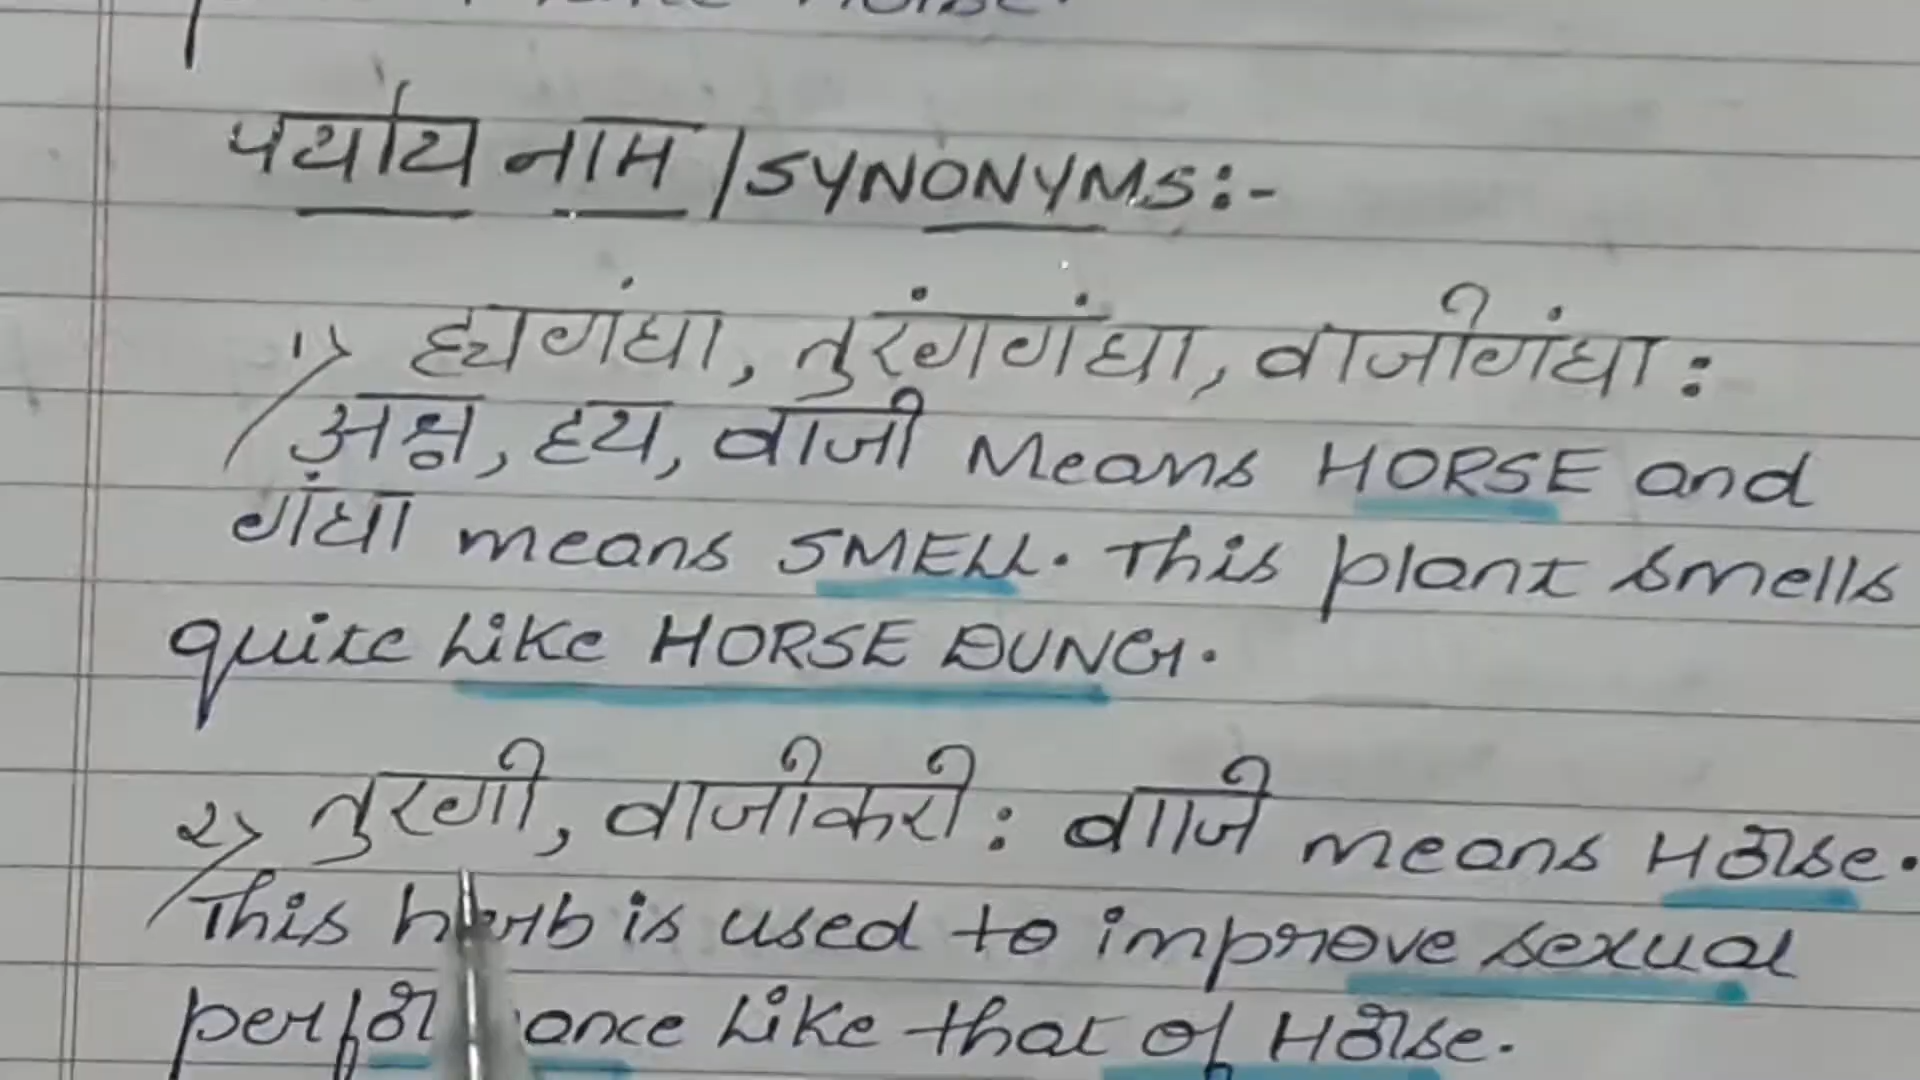 पर्याय नाम / SYNONYMS:-
1> हयगंधा, तुरंगगंधा, वाजीगंधा :
अश्व, हय, वाजी Means HORSE and
गंधा means SMELL. This plant smells
quite like HORSE DUNG.
2> तुरगी, वाजीकरी : वाजि means Horse.
This herb is used to improve sexual
performance like that of Horse.